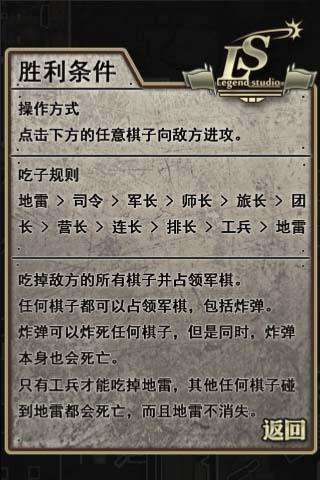 LS
Legend studio
胜利条件
操作方式
点击下方的任意棋子向敌方进攻。
吃子规则
地雷 > 司令 > 军长 > 师长 > 旅长 > 团
长 > 营长 > 连长 > 排长 > 工兵 > 地雷
吃掉敌方的所有棋子并占领军棋。
任何棋子都可以占领军棋，包括炸弹。
炸弹可以炸死任何棋子，但是同时，炸弹
本身也会死亡。
只有工兵才能吃掉地雷，其他任何棋子碰
到地雷都会死亡，而且地雷不消失。
返回